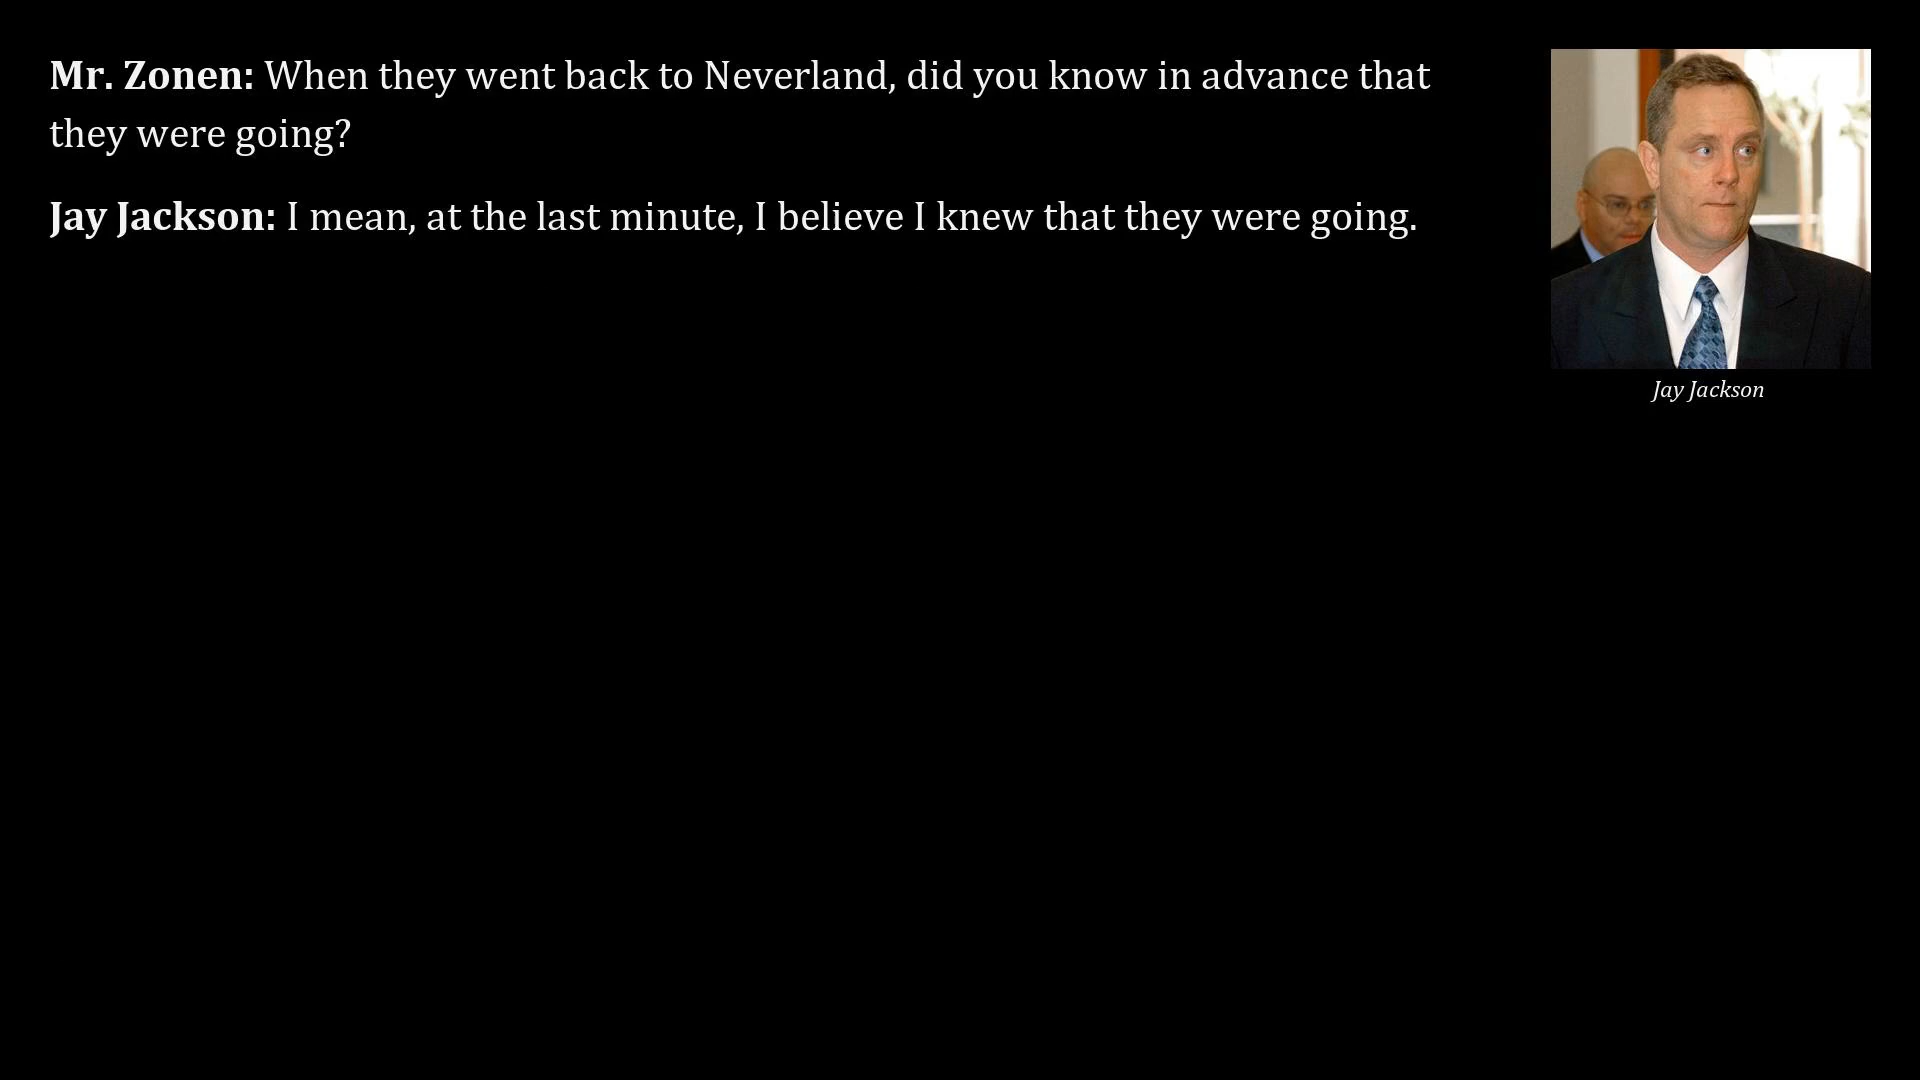 Mr. Zonen: When they went back to Neverland, did you know in advance that
they were going?
Jay Jackson: I mean, at the last minute, I believe I knew that they were going.
Jay Jackson